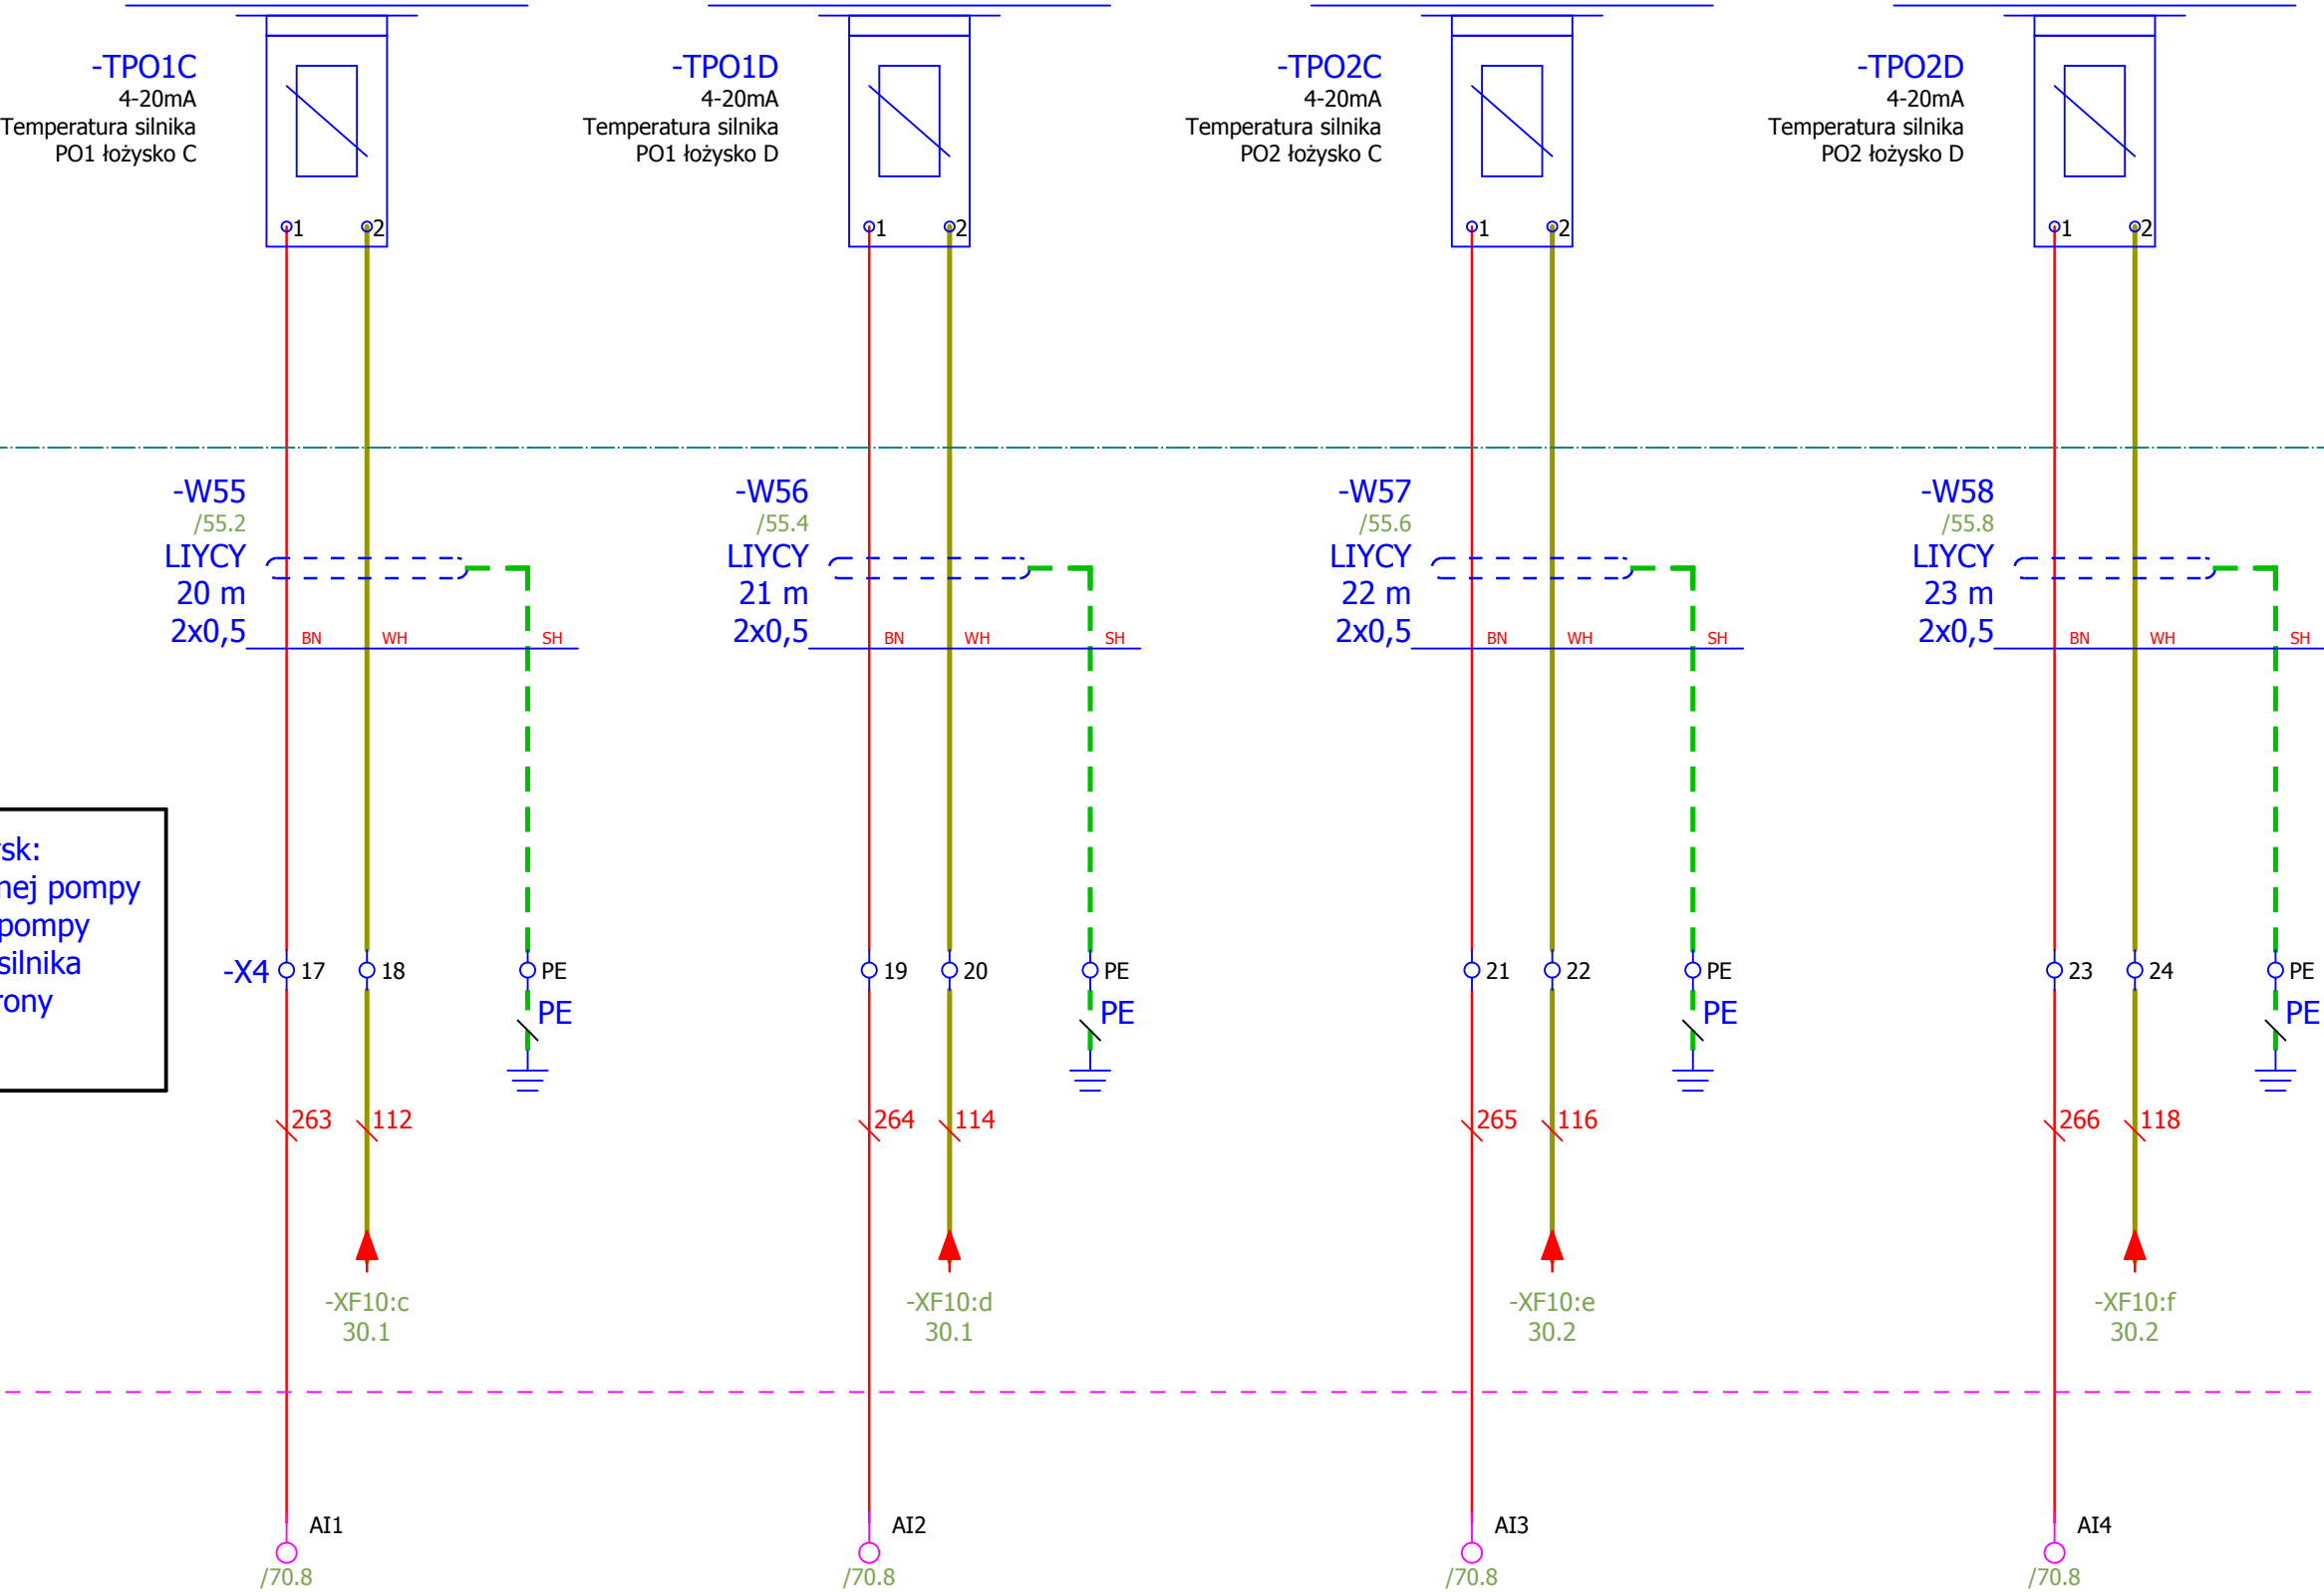 -TPO1C
4-20mA
Temperatura silnika
PO1 łożysko C
1
2
-TPO1D
4-20mA
Temperatura silnika
PO1 łożysko D
1
2
-TPO2C
4-20mA
Temperatura silnika
PO2 łożysko C
1
2
-TPO2D
4-20mA
Temperatura silnika
PO2 łożysko D
1
2
-W55
/55.2
LIYCY
20 m
2x0,5
BN WH SH
-W56
/55.4
LIYCY
21 m
2x0,5
BN WH SH
-W57
/55.6
LIYCY
22 m
2x0,5
BN WH SH
-W58
/55.8
LIYCY
23 m
2x0,5
BN WH SH
sk:
nej pompy
pompy
silnika
rony
-X4 17 18 PE
PE
19 20 PE
PE
21 22 PE
PE
23 24 PE
PE
263 112
264 114
265 116
266 118
-XF10:c
30.1
-XF10:d
30.1
-XF10:e
30.2
-XF10:f
30.2
AI1
/70.8
AI2
/70.8
AI3
/70.8
AI4
/70.8